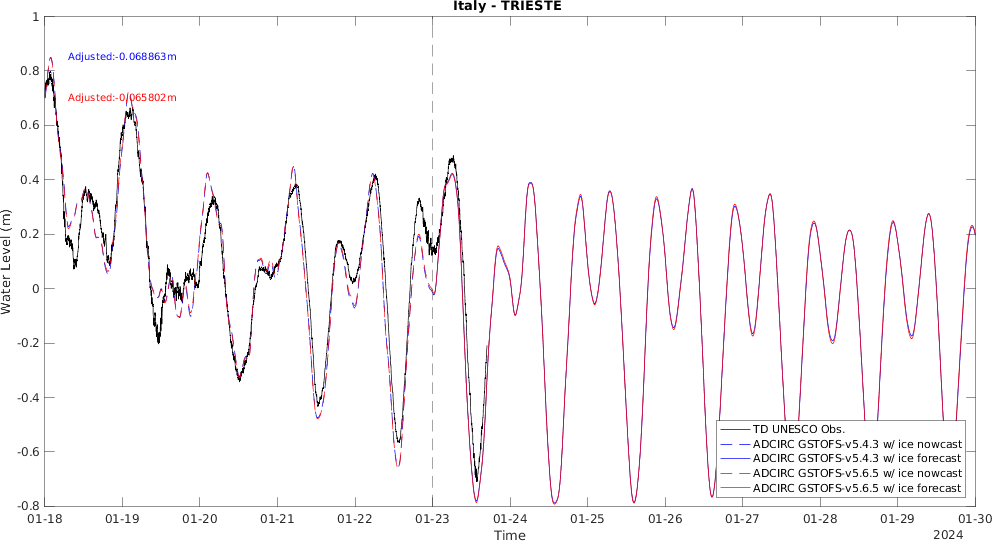 Italy - TRIESTE
Adjusted:-0.068863m
Adjusted:-0.065802m
Water Level (m)
1
0.8
0.6
0.4
0.2
0
-0.2
-0.4
-0.6
-0.8
TD UNESCO Obs.
ADCIRC GSTOFS-v5.4.3 w/ ice nowcast
ADCIRC GSTOFS-v5.4.3 w/ ice forecast
ADCIRC GSTOFS-v5.6.5 w/ ice nowcast
ADCIRC GSTOFS-v5.6.5 w/ ice forecast
01-18 01-19 01-20 01-21 01-22 01-23 01-24 01-25 01-26 01-27 01-28 01-29 01-30
Time
2024